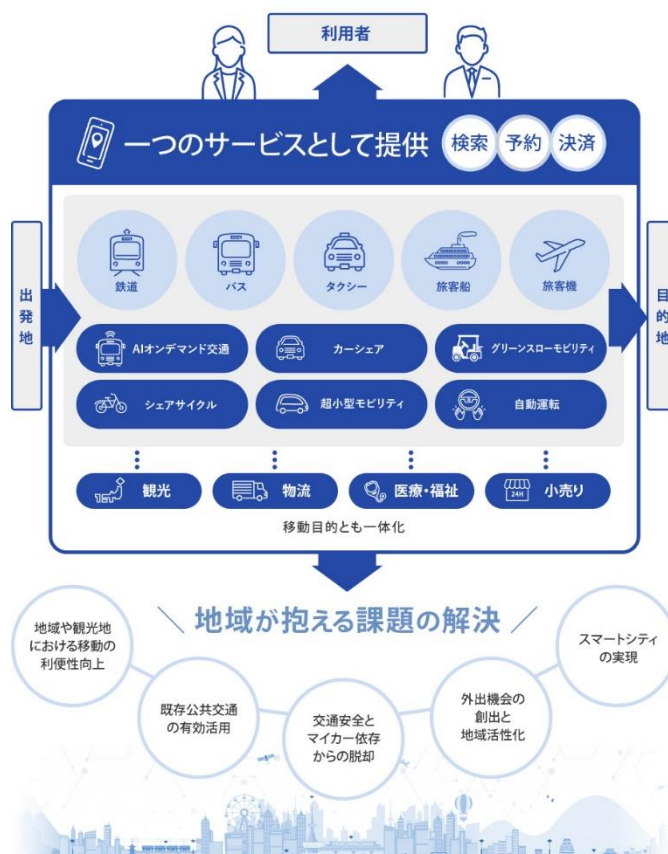 利用者
一つのサービスとして提供
検索
予約
決済
出発地
目的地
鉄道
バス
タクシー
旅客船
旅客機
AIオンデマンド交通
カーシェア
グリーンスローモビリティ
シェアサイクル
超小型モビリティ
自動運転
観光
物流
医療・福祉
24H
小売り
移動目的とも一体化
地域が抱える課題の解決
地域や観光地
における移動の
利便性向上
既存公共交通
の有効活用
交通安全と
マイカー依存
からの脱却
外出機会の
創出と
地域活性化
スマートシティ
の実現